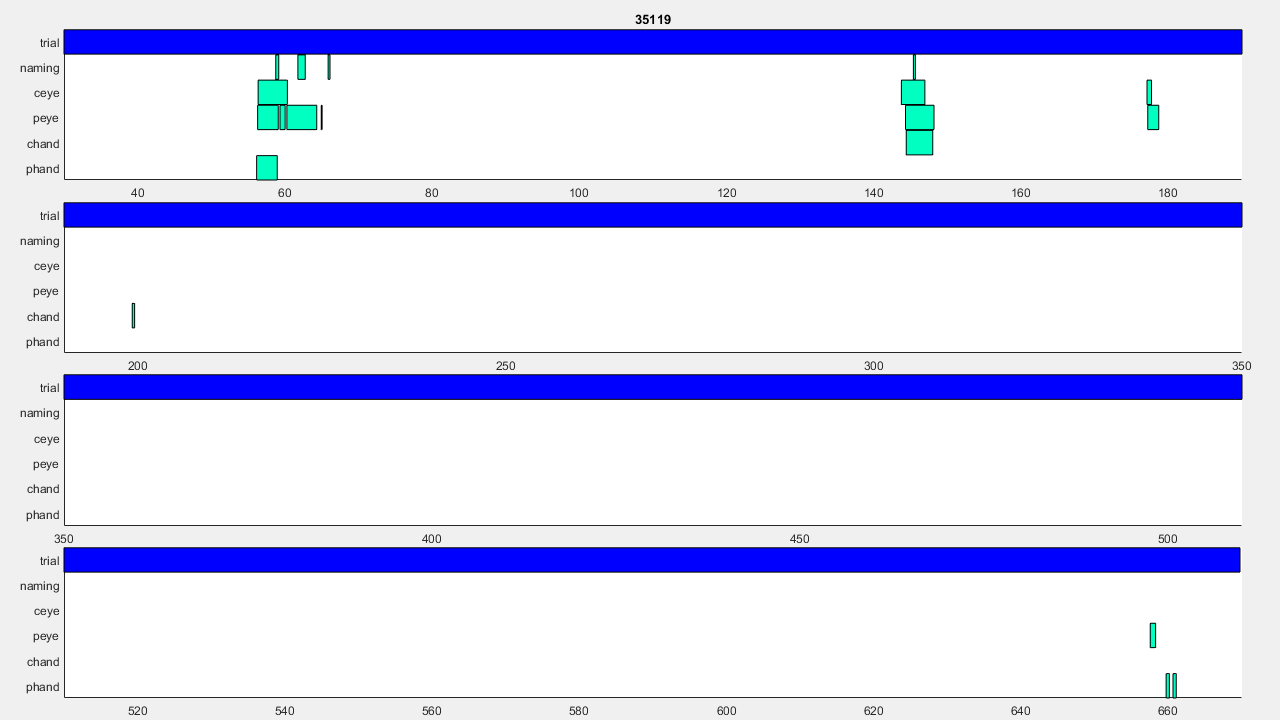 35119
trial
naming
ceye
peye
chand
phand
40 60 80 100 120 140 160 180
trial
naming
ceye
peye
chand
phand
200 250 300 350
trial
naming
ceye
peye
chand
phand
350 400 450 500
trial
naming
ceye
peye
chand
phand
520 540 560 580 600 620 640 660